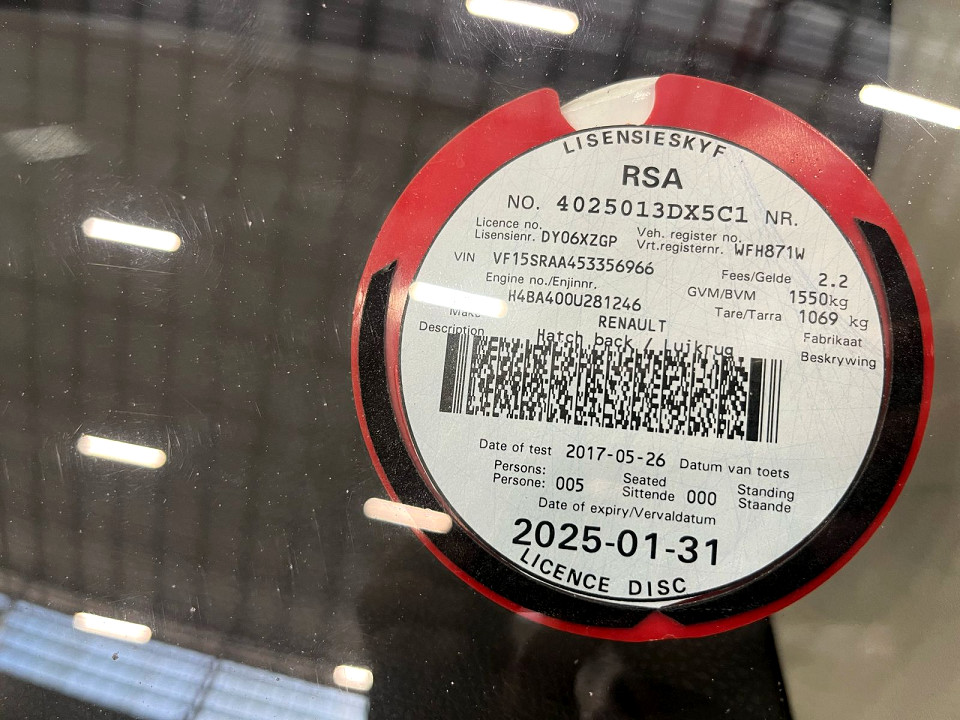 LISENSIESKYF
RSA
NO. 4025013DX5C1 NR.
Licence no. Veh. register no.
Lisensienr. DY06XZGP Vrt.registernr. WFH871W
VIN VF15SRAA453356966 Fees/Gelde 2.2
Engine no./Enjinnr. GVM/BVM 1550kg
H4BA400U281246 Tare/Tarra 1069 kg
Make RENAULT Fabrikaat
Description Hatch back / Luikrug Beskrywing
Date of test 2017-05-26 Datum van toets
Persons: Seated Standing
Persone: 005 Sittende 000 Staande
Date of expiry/Vervaldatum
2025-01-31
LICENCE DISC